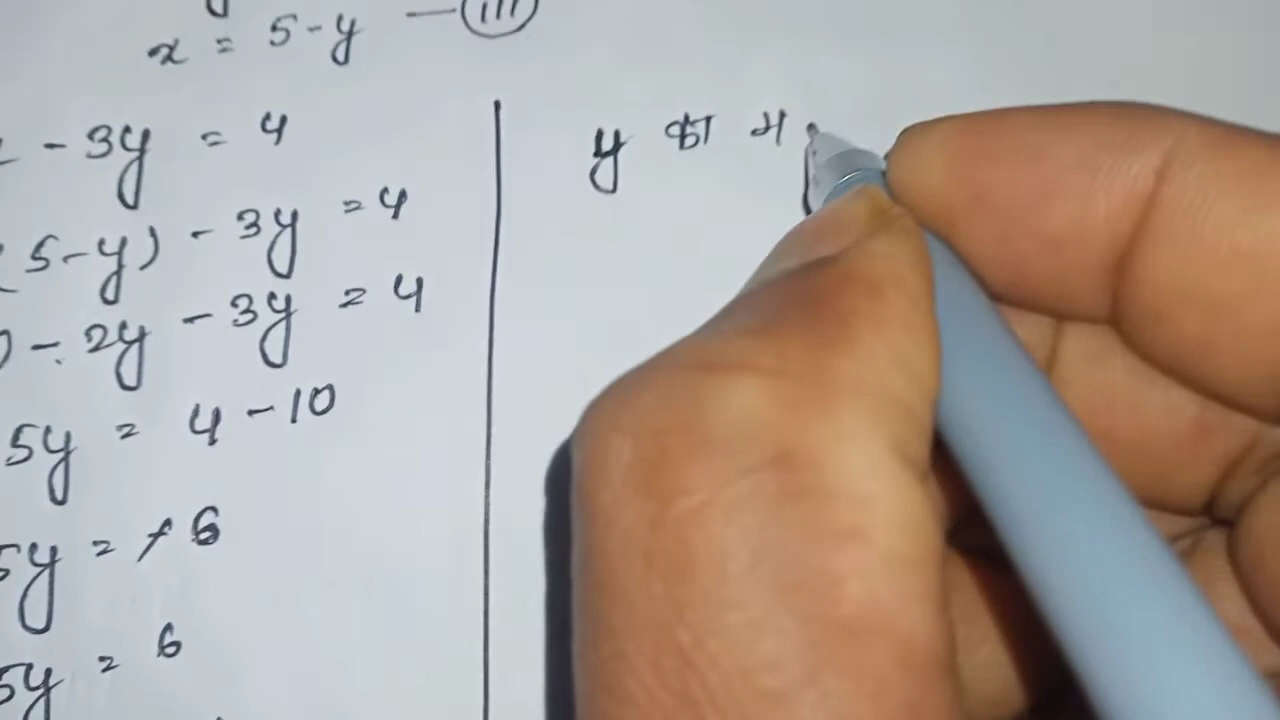 x = 5-y — (III)
- 3y = 4
(5-y) - 3y = 4
- 2y - 3y = 4
5y = 4 - 10
5y = - 6
5y = 6
y का म